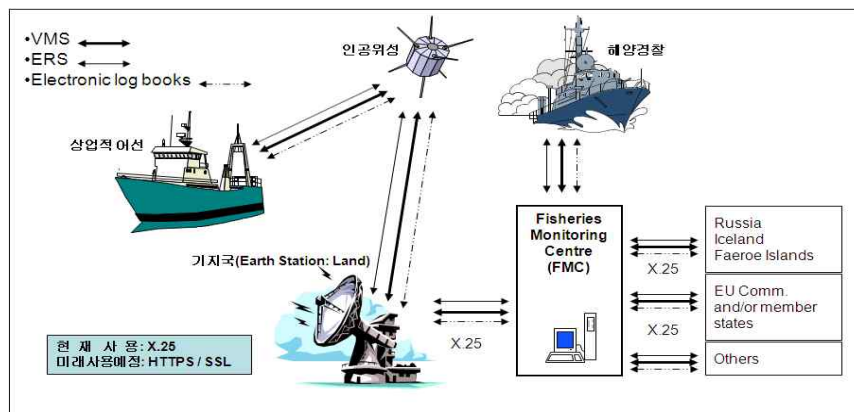 •VMS
•ERS
•Electronic log books
인공위성
해양경찰
상업적 어선
기지국(Earth Station: Land)
Fisheries
Monitoring
Centre
(FMC)
Russia
Iceland
Faeroe Islands
X.25
EU Comm.
and/or member
states
X.25
X.25
Others
현 재 사 용: X.25
미래사용예정: HTTPS / SSL